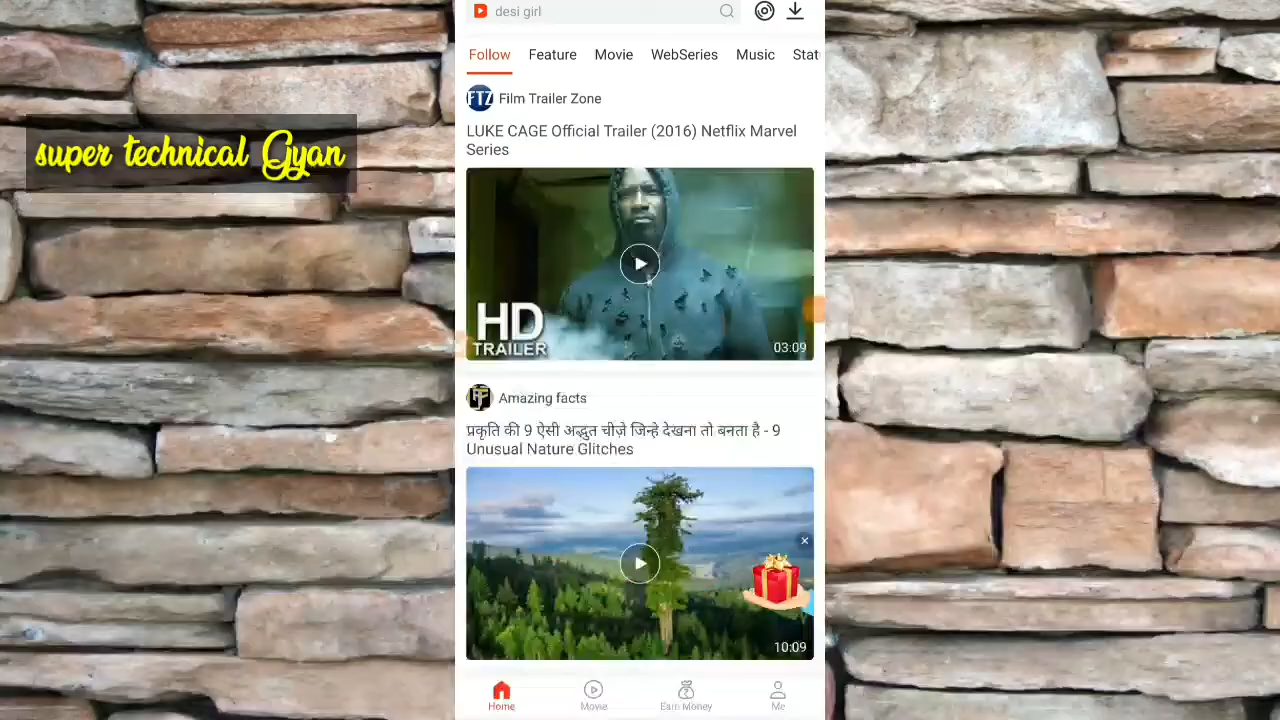 desi girl
Follow Feature Movie WebSeries Music Stat
FTZ Film Trailer Zone
LUKE CAGE Official Trailer (2016) Netflix Marvel
Series
super technical Gyan
HD
TRAILER
03:09
Amazing facts
प्रकृति की 9 ऐसी अद्भुत चीज़े जिन्हे देखना तो बनता है - 9
Unusual Nature Glitches
10:09
Home Movie Earn Money Me